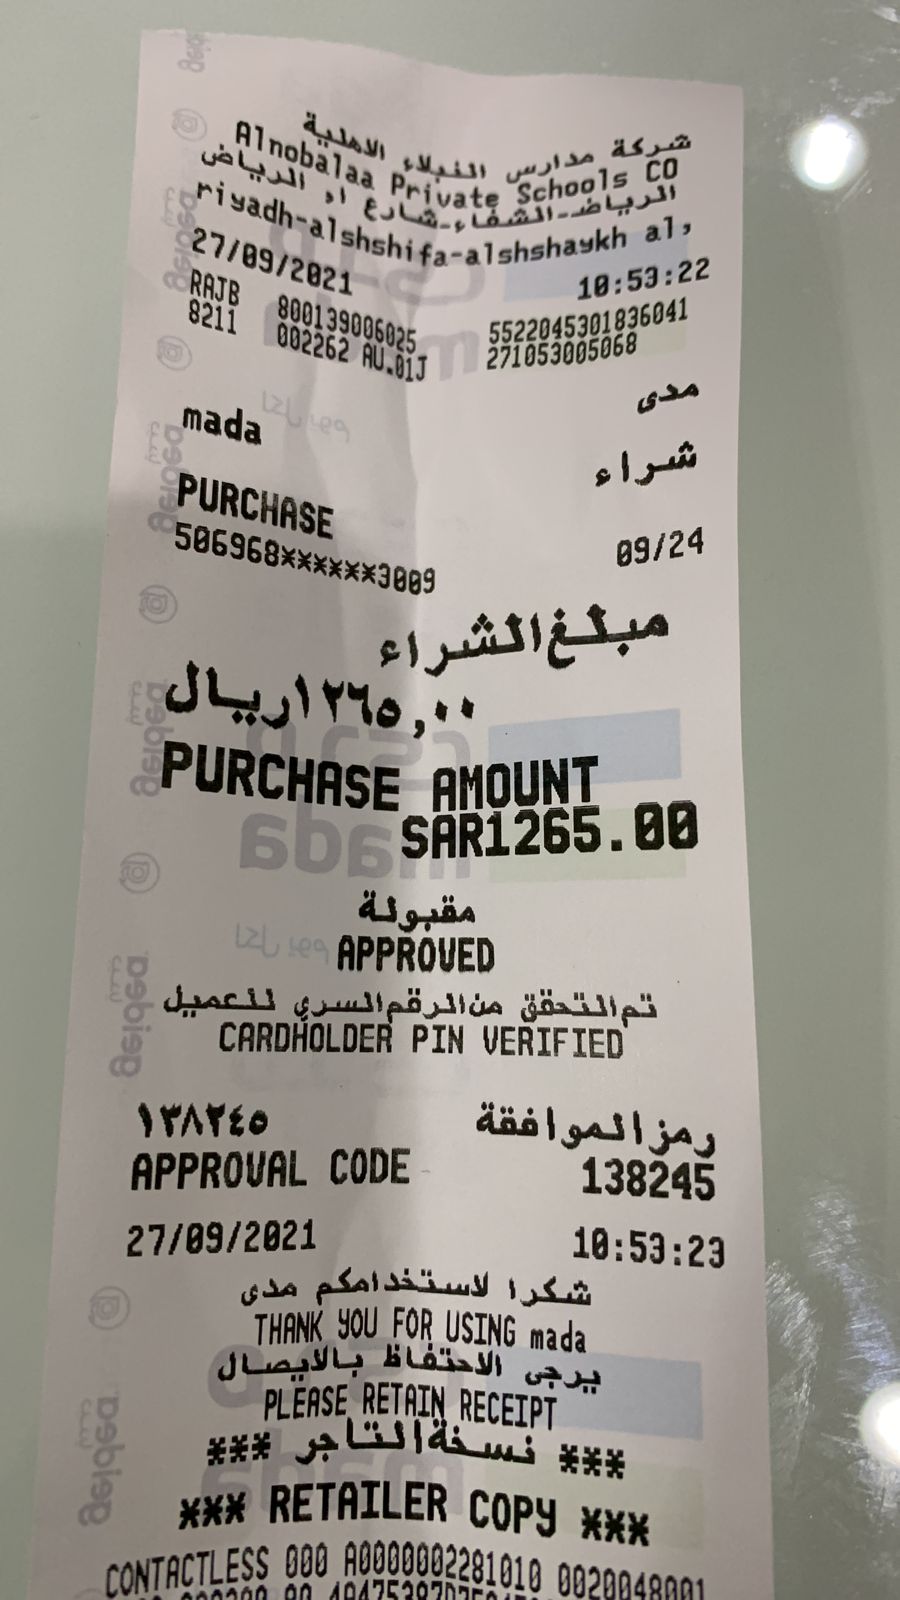 شركة مدارس النبلاء الاهلية
Alnobalaa Private Schools CO
الرياض-الشفاء-شارع ا, الرياض
riyadh-alshshifa-alshshaykh al,
27/09/2021 10:53:22
RAJB 800139006025 5522045301836041
8211 002262 AU.01J 271053005068
mada مدى
PURCHASE شراء
506968******3009 09/24
مبلغ الشراء
١٢٦٥,٠٠ ريال
PURCHASE AMOUNT
SAR1265.00
مقبولة
APPROVED
تم التحقق من الرقم السري للعميل
CARDHOLDER PIN VERIFIED
رمز الموافقة ١٣٨٢٤٥
APPROVAL CODE 138245
27/09/2021 10:53:23
شكرا لاستخدامكم مدى
THANK YOU FOR USING mada
يرجى الاحتفاظ بالايصال
PLEASE RETAIN RECEIPT
*** نسخة التاجر ***
*** RETAILER COPY ***
CONTACTLESS 000 A0000002281010 0020048001
geidea
mada